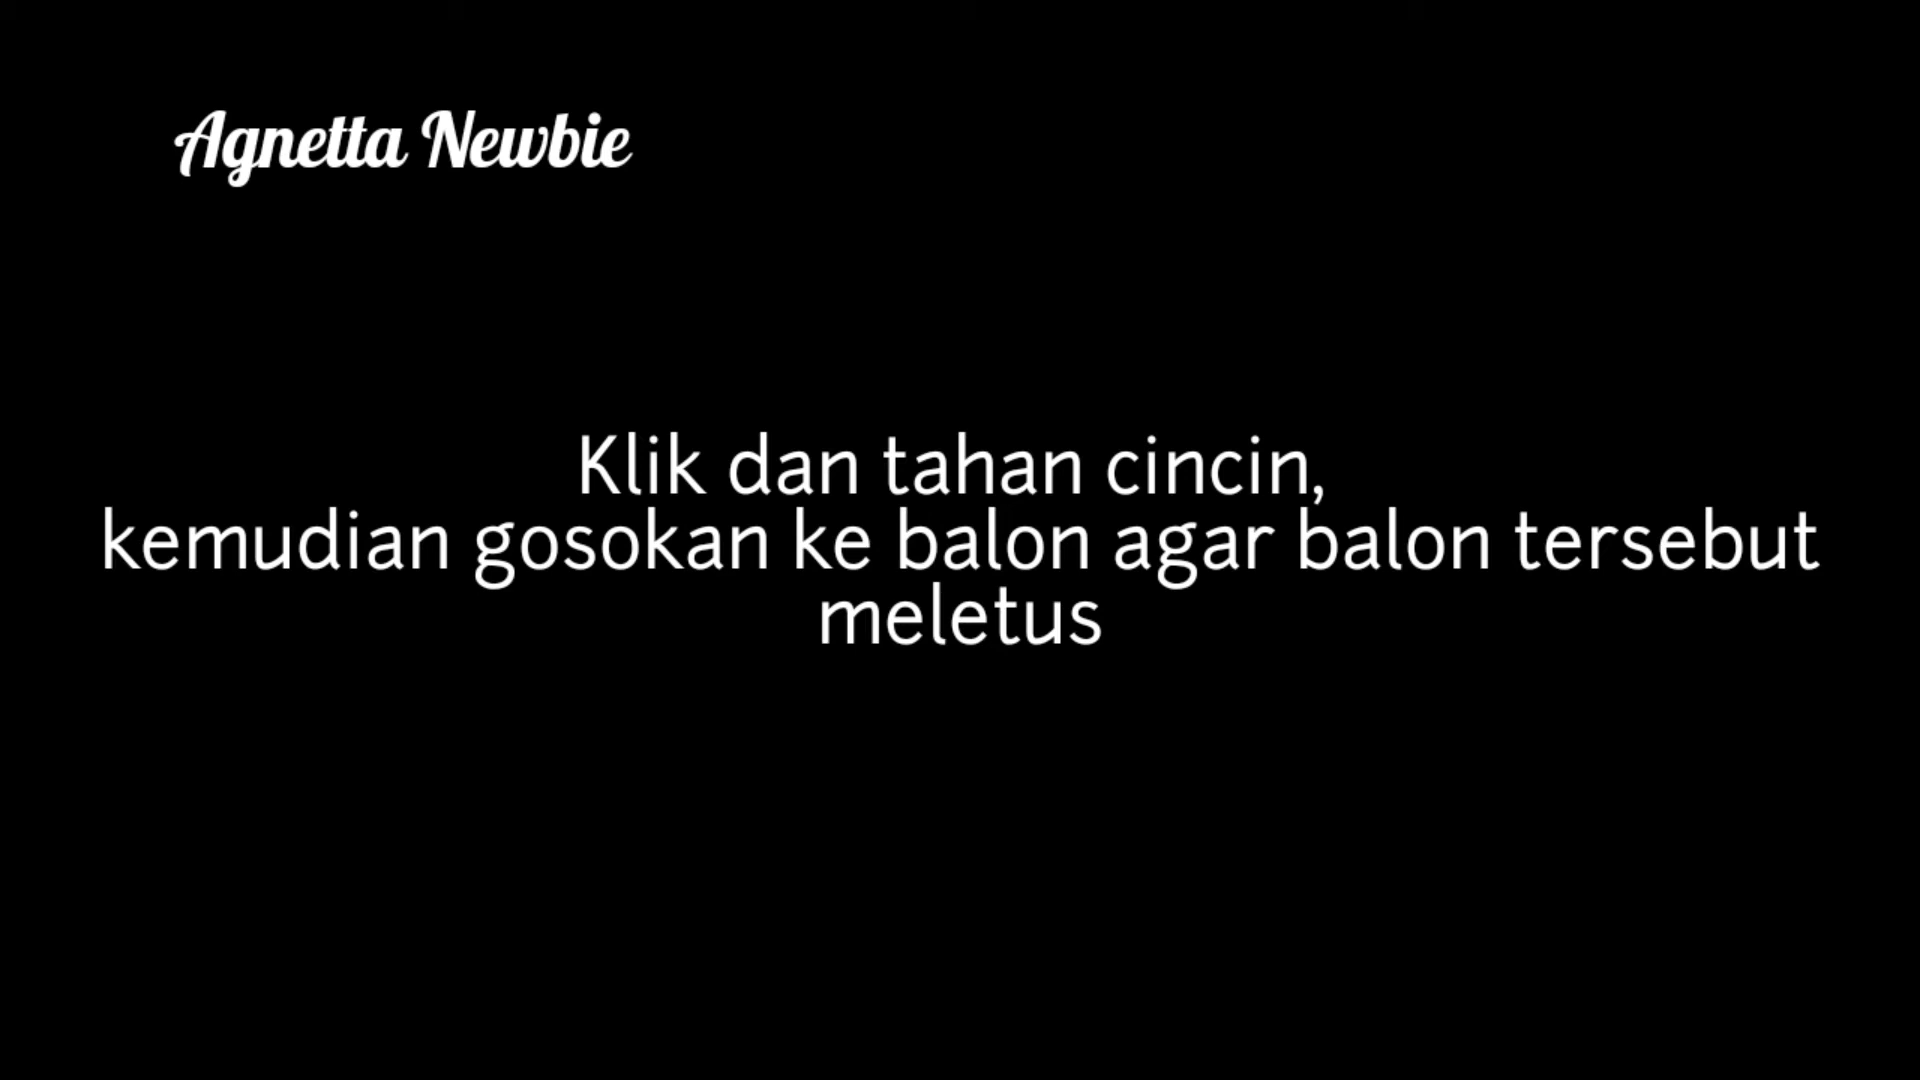 Agnetta Newbie
Klik dan tahan cincin,
kemudian gosokan ke balon agar balon tersebut
meletus